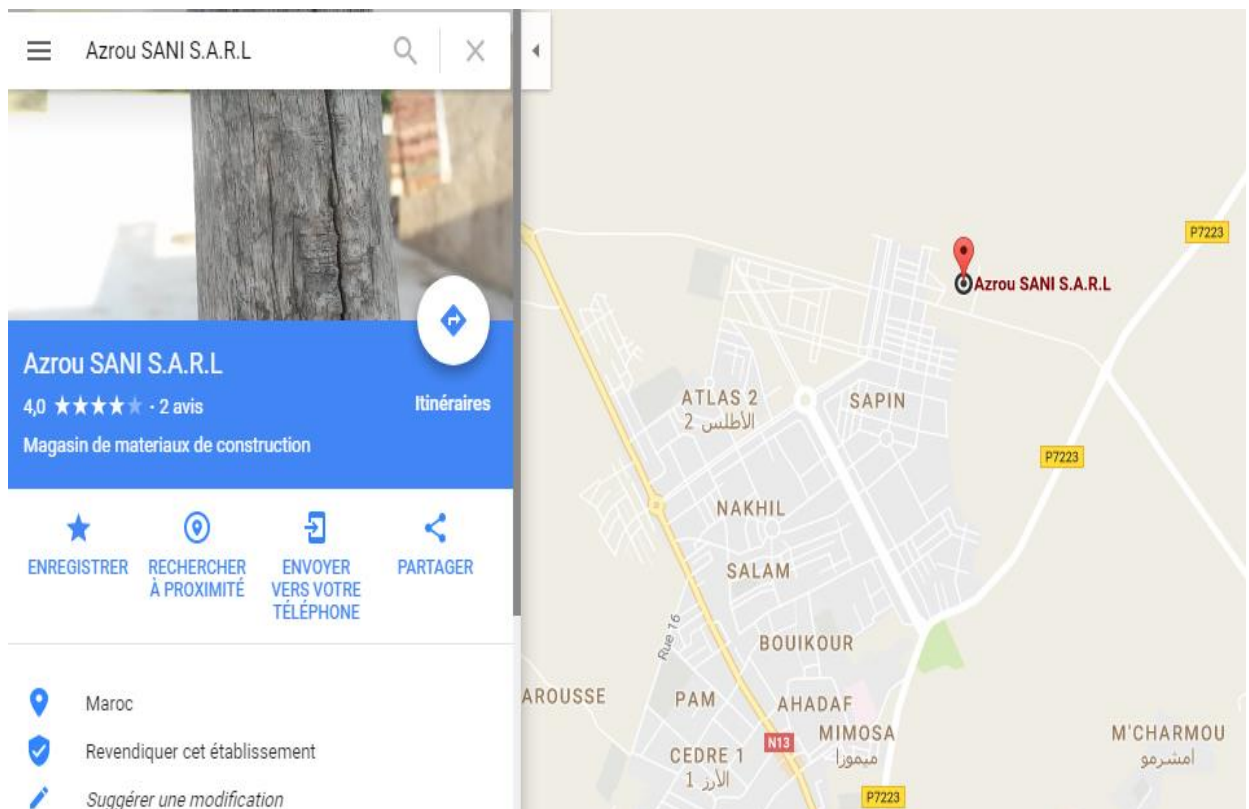 Azrou SANI S.A.R.L
Azrou SANI S.A.R.L
4,0 · 2 avis
Itinéraires
Magasin de materiaux de construction
ENREGISTRER
RECHERCHER
À PROXIMITÉ
ENVOYER
VERS VOTRE
TÉLÉPHONE
PARTAGER
Maroc
Revendiquer cet établissement
Suggérer une modification
P7223
Azrou SANI S.A.R.L
ATLAS 2
الأطلس 2
SAPIN
P7223
NAKHIL
SALAM
Rue 16
BOUIKOUR
AROUSSE
PAM
AHADAF
N13
MIMOSA
ميموزا
M'CHARMOU
امشرمو
CEDRE 1
الأرز 1
P7223